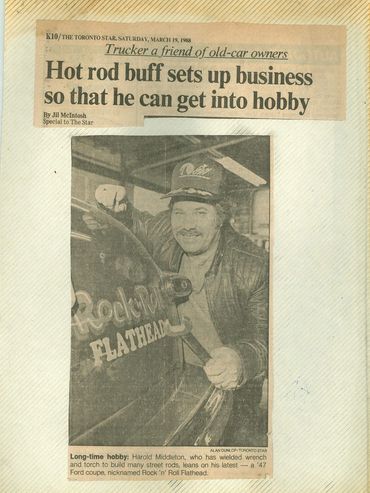 K10/THE TORONTO STAR, SATURDAY, MARCH 19, 1988
Trucker a friend of old-car owners
Hot rod buff sets up business
so that he can get into hobby
By Jil McIntosh
Special to The Star
Rock 'n' Roll
FLATHEAD
ALAN DUNLOP/TORONTO STAR
Long-time hobby: Harold Middleton, who has wielded wrench
and torch to build many street rods, leans on his latest — a '47
Ford coupe, nicknamed Rock 'n' Roll Flathead.